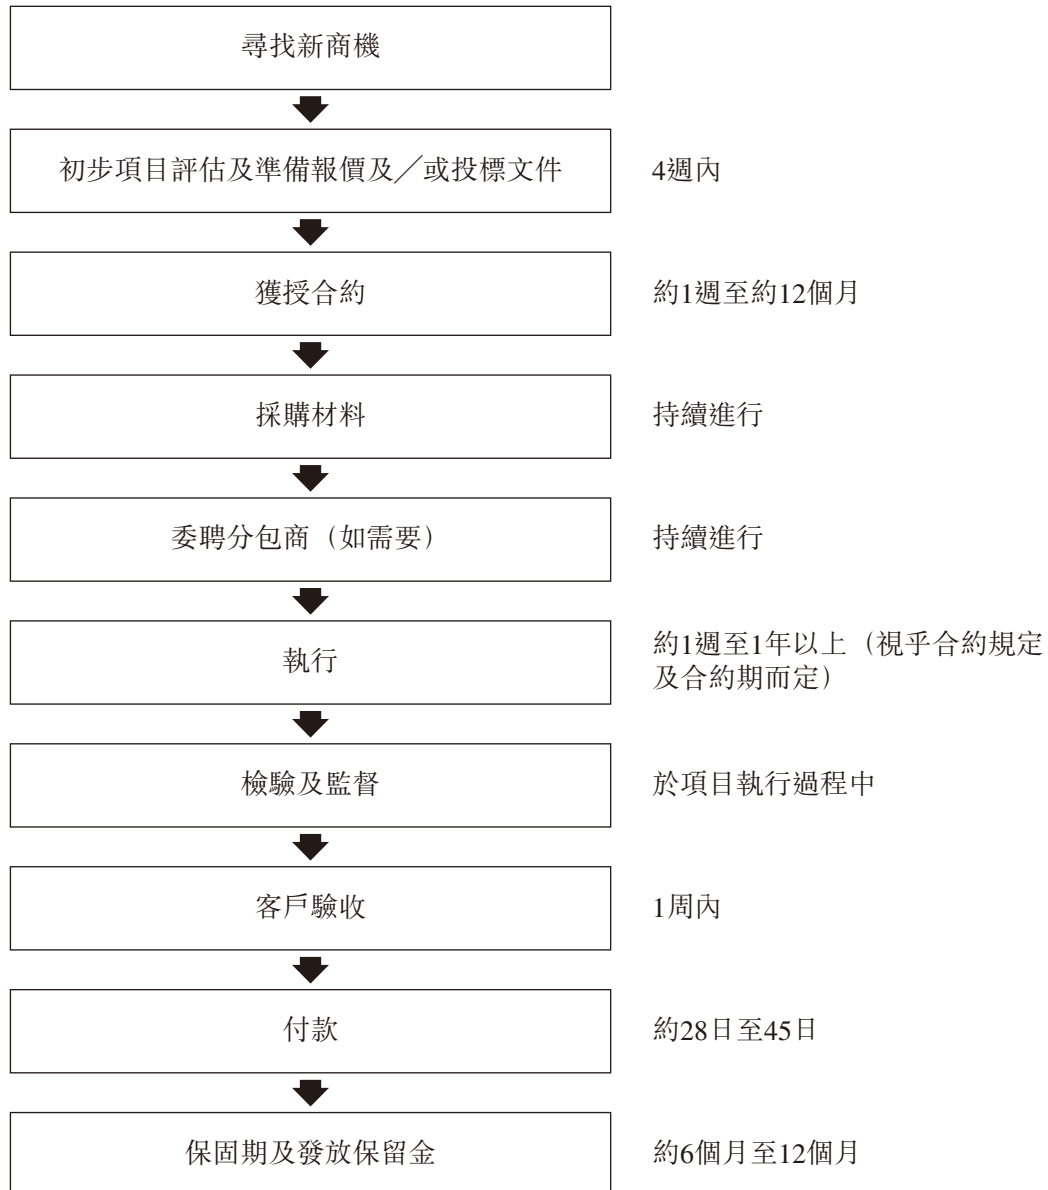 尋找新商機
初步項目評估及準備報價及╱或投標文件
4週內
獲授合約
約1週至約12個月
採購材料
持續進行
委聘分包商（如需要）
持續進行
執行
約1週至1年以上（視乎合約規定
及合約期而定）
檢驗及監督
於項目執行過程中
客戶驗收
1周內
付款
約28日至45日
保固期及發放保留金
約6個月至12個月